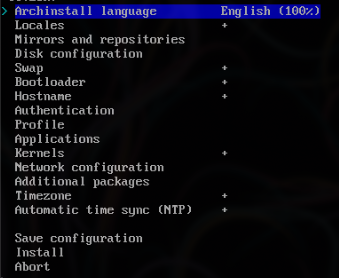 > Archinstall language English (100%)
Locales +
Mirrors and repositories
Disk configuration
Swap +
Bootloader +
Hostname +
Authentication
Profile
Applications
Kernels +
Network configuration
Additional packages
Timezone +
Automatic time sync (NTP) +
Save configuration
Install
Abort